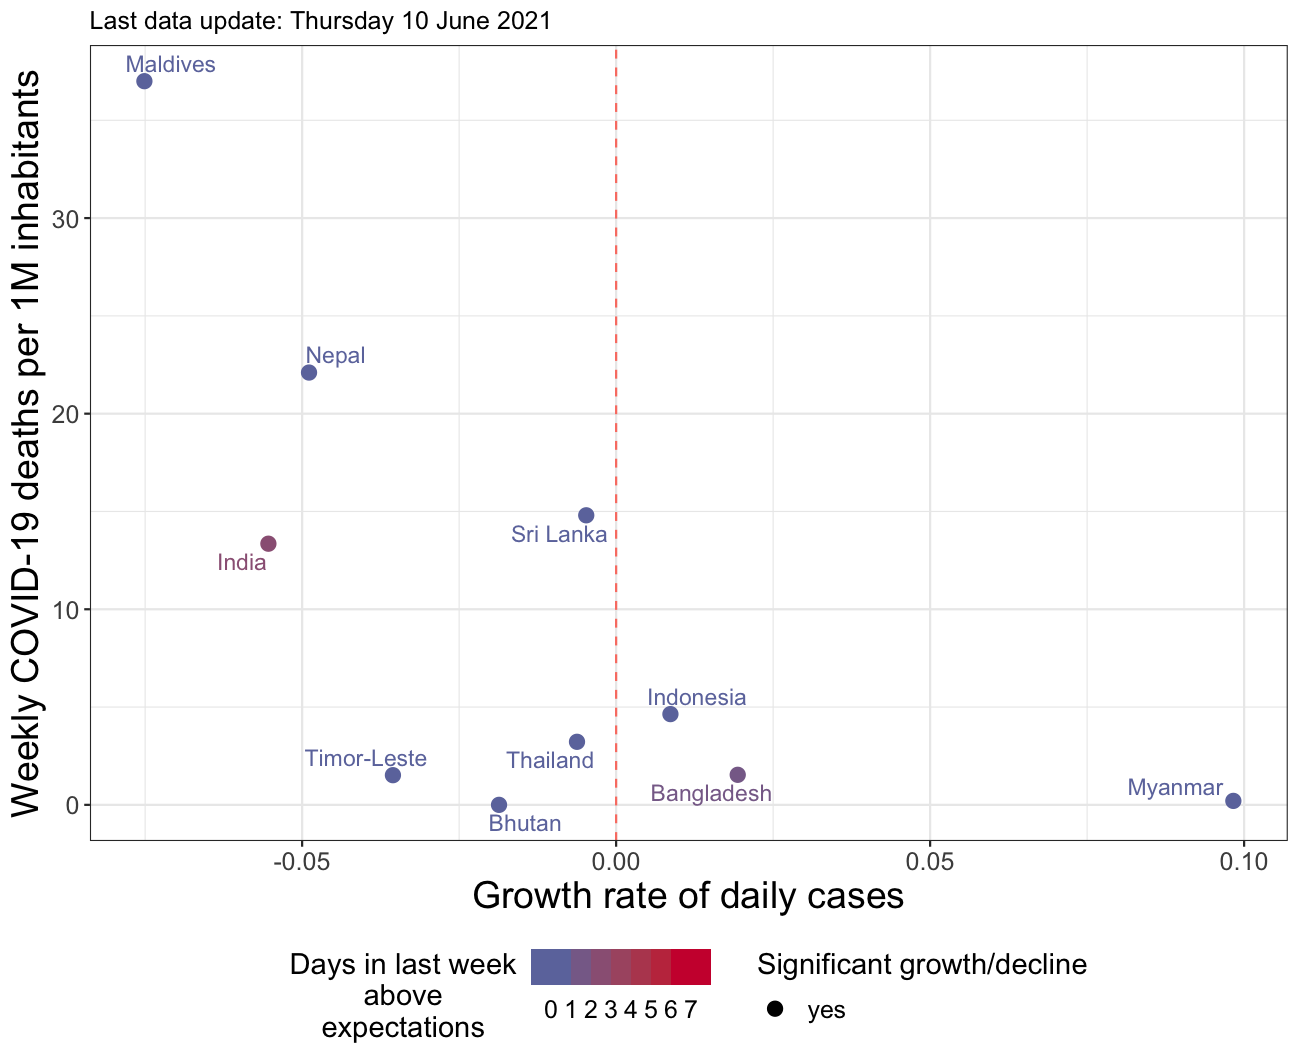 Last data update: Thursday 10 June 2021
Weekly COVID-19 deaths per 1M inhabitants
30
20
10
0
Maldives
Nepal
Sri Lanka
India
Indonesia
Thailand
Timor-Leste
Bangladesh
Myanmar
Bhutan
-0.05 0.00 0.05 0.10
Growth rate of daily cases
Days in last week
above
expectations
0 1 2 3 4 5 6 7
Significant growth/decline
yes